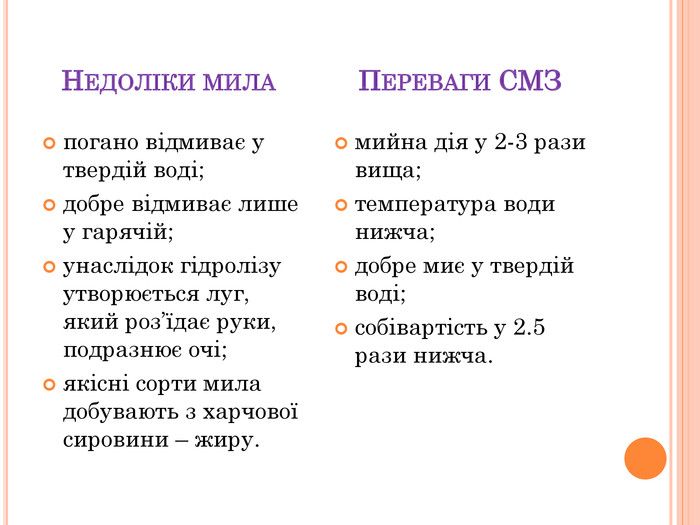 НЕДОЛІКИ МИЛА
погано відмиває у
твердій воді;
добре відмиває лише
у гарячій;
унаслідок гідролізу
утворюється луг,
який роз’їдає руки,
подразнює очі;
якісні сорти мила
добувають з харчової
сировини – жиру.
ПЕРЕВАГИ СМЗ
мийна дія у 2-3 рази
вища;
температура води
нижча;
добре миє у твердій
воді;
собівартість у 2.5
рази нижча.